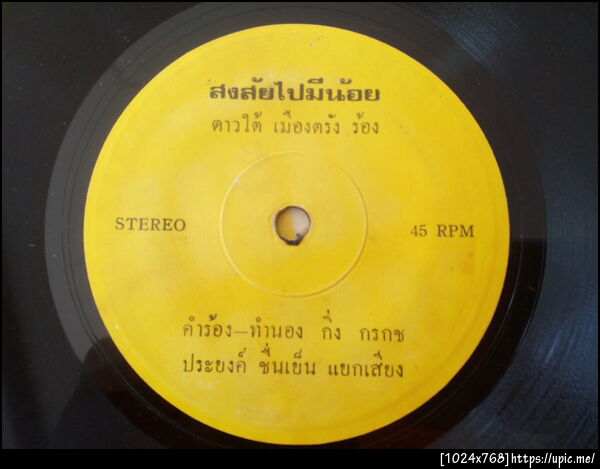 สงสัยไปมีน้อย
ดาวใต้ เมืองตรัง ร้อง
STEREO
45 RPM
คำร้อง—ทำนอง กิ่ง กรกช
ประยงค์ ชื่นเย็น แยกเสียง
[1024x768]https://upic.me/